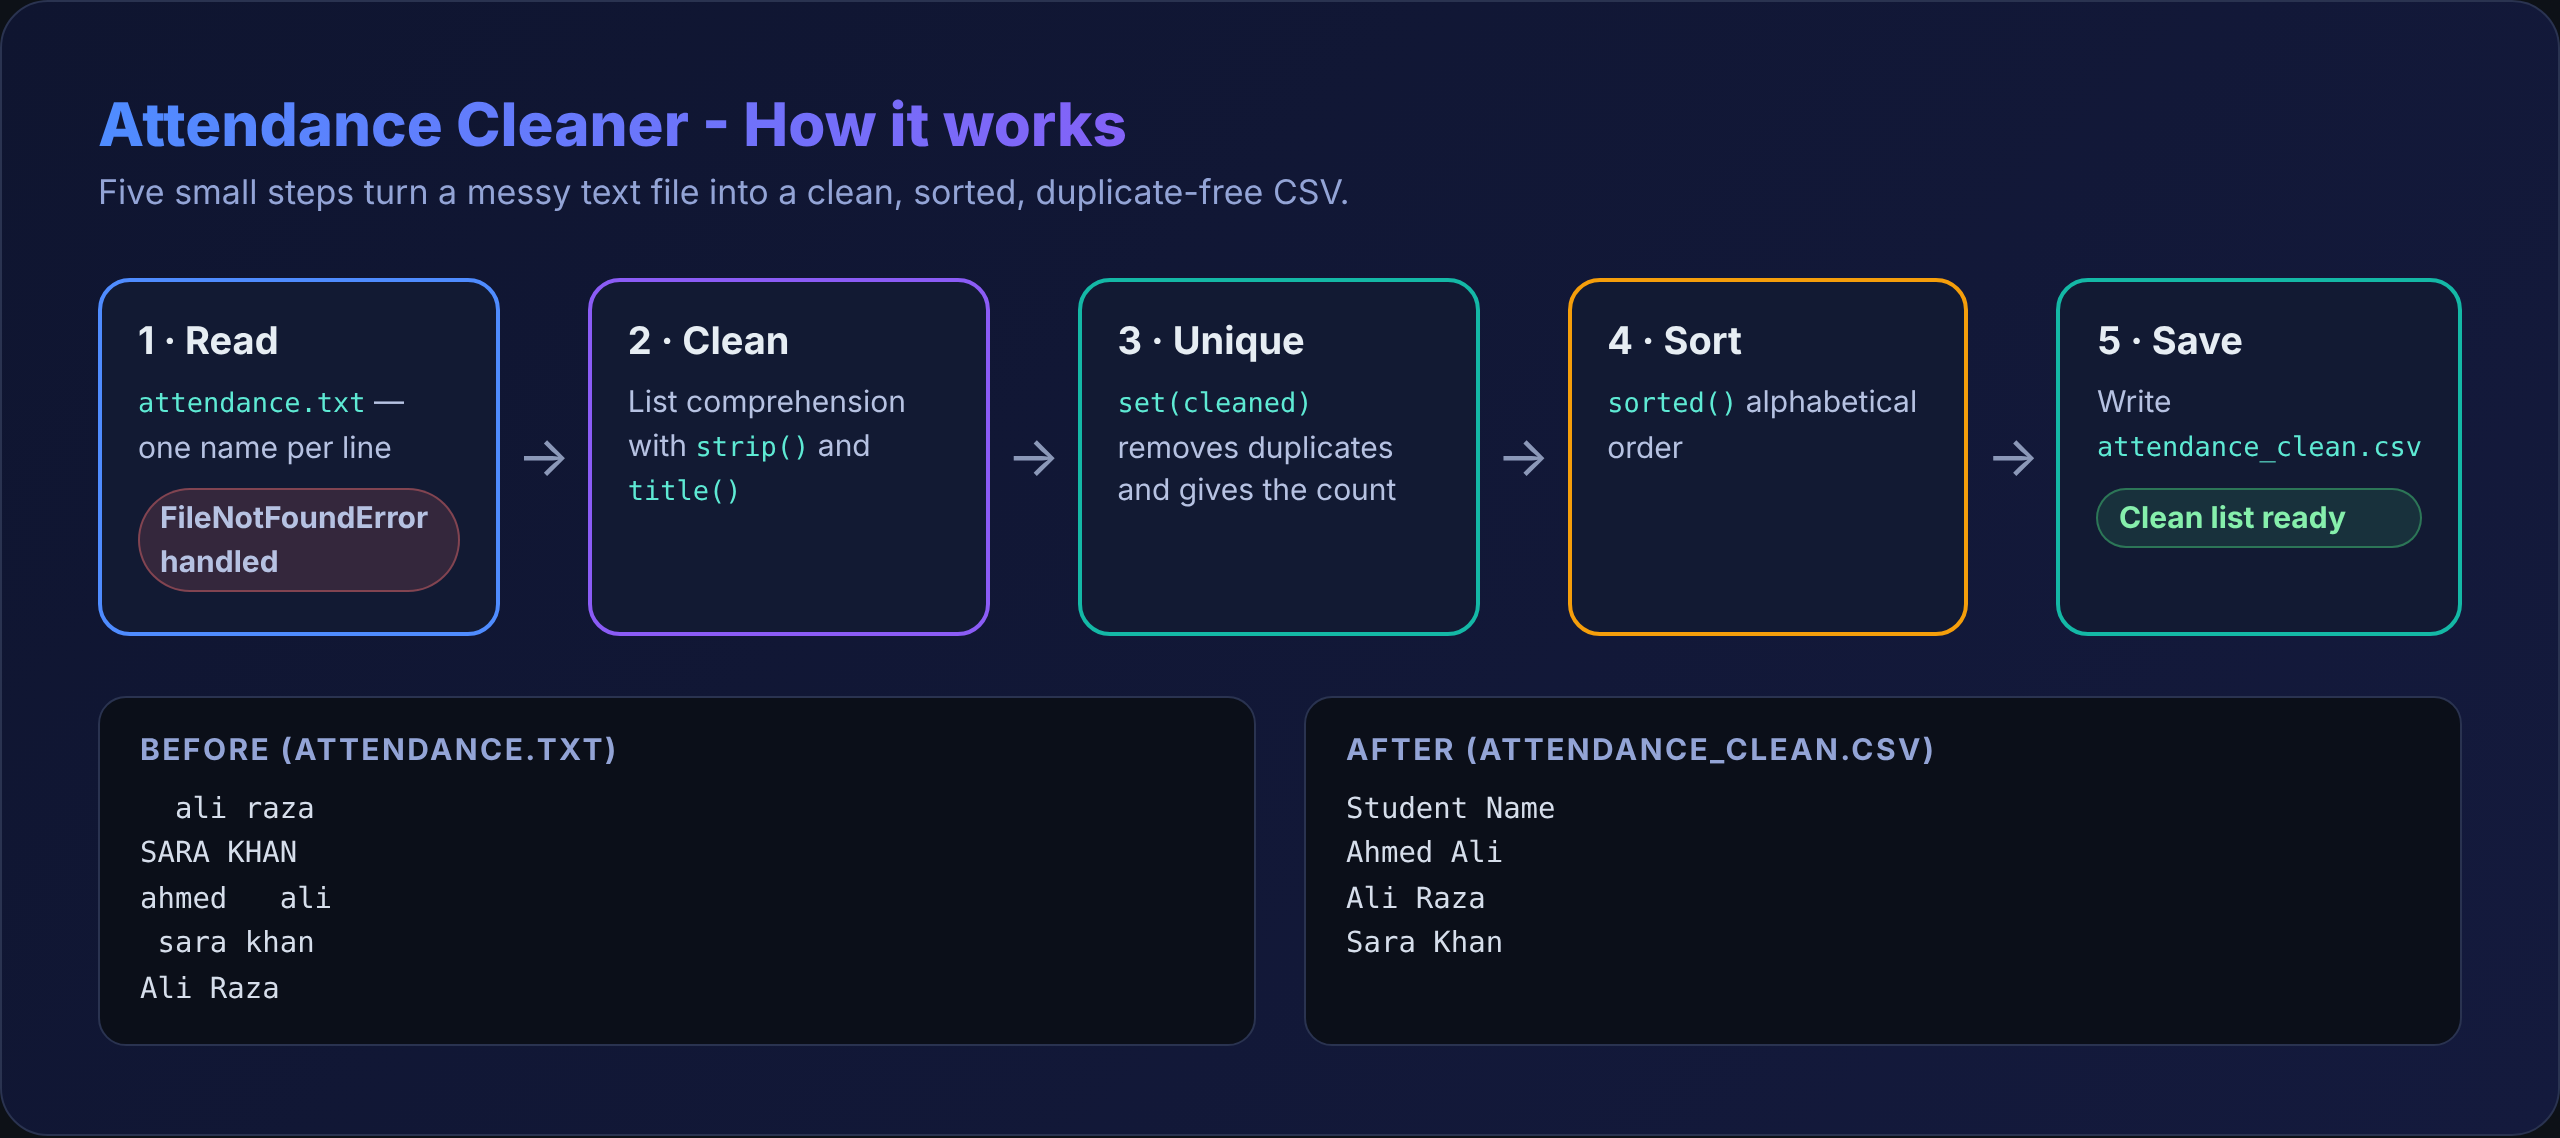 Attendance Cleaner - How it works
Five small steps turn a messy text file into a clean, sorted, duplicate-free CSV.
1 · Read
attendance.txt —
one name per line
FileNotFoundError
handled
2 · Clean
List comprehension
with strip() and
title()
3 · Unique
set(cleaned)
removes duplicates
and gives the count
4 · Sort
sorted() alphabetical
order
5 · Save
Write
attendance_clean.csv
Clean list ready
BEFORE (ATTENDANCE.TXT)
  ali raza
SARA KHAN
ahmed   ali
 sara khan
Ali Raza
AFTER (ATTENDANCE_CLEAN.CSV)
Student Name
Ahmed Ali
Ali Raza
Sara Khan